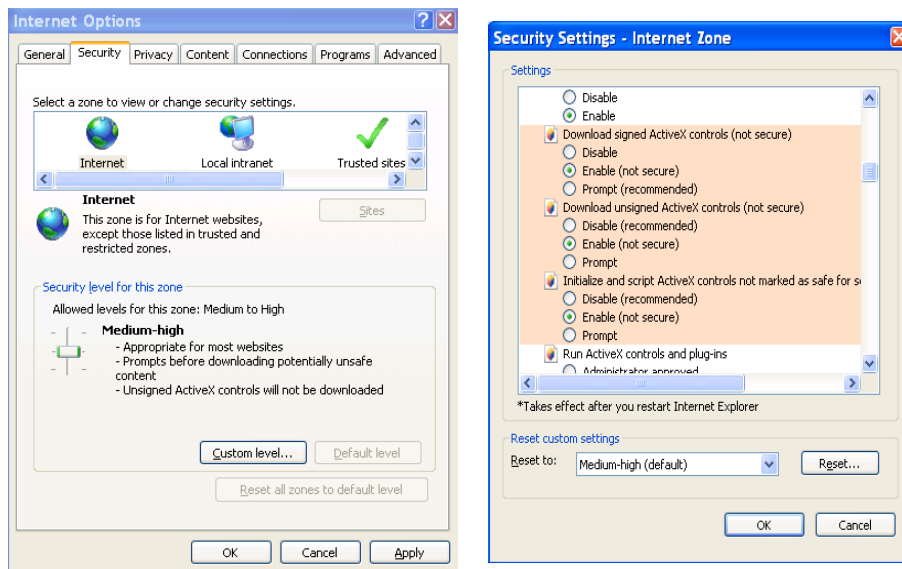 Internet Options
General Security Privacy Content Connections Programs Advanced
Select a zone to view or change security settings.
Internet Local intranet Trusted sites
Internet
This zone is for Internet websites,
except those listed in trusted and
restricted zones.
Sites
Security level for this zone
Allowed levels for this zone: Medium to High
Medium-high
- Appropriate for most websites
- Prompts before downloading potentially unsafe
content
- Unsigned ActiveX controls will not be downloaded
Custom level... Default level
Reset all zones to default level
OK Cancel Apply
Security Settings - Internet Zone
Settings
Disable
Enable
Download signed ActiveX controls (not secure)
Disable
Enable (not secure)
Prompt (recommended)
Download unsigned ActiveX controls (not secure)
Disable (recommended)
Enable (not secure)
Prompt
Initialize and script ActiveX controls not marked as safe for
Disable (recommended)
Enable (not secure)
Prompt
Run ActiveX controls and plug-ins
Administrator approved
*Takes effect after you restart Internet Explorer
Reset custom settings
Reset to: Medium-high (default) Reset...
OK Cancel